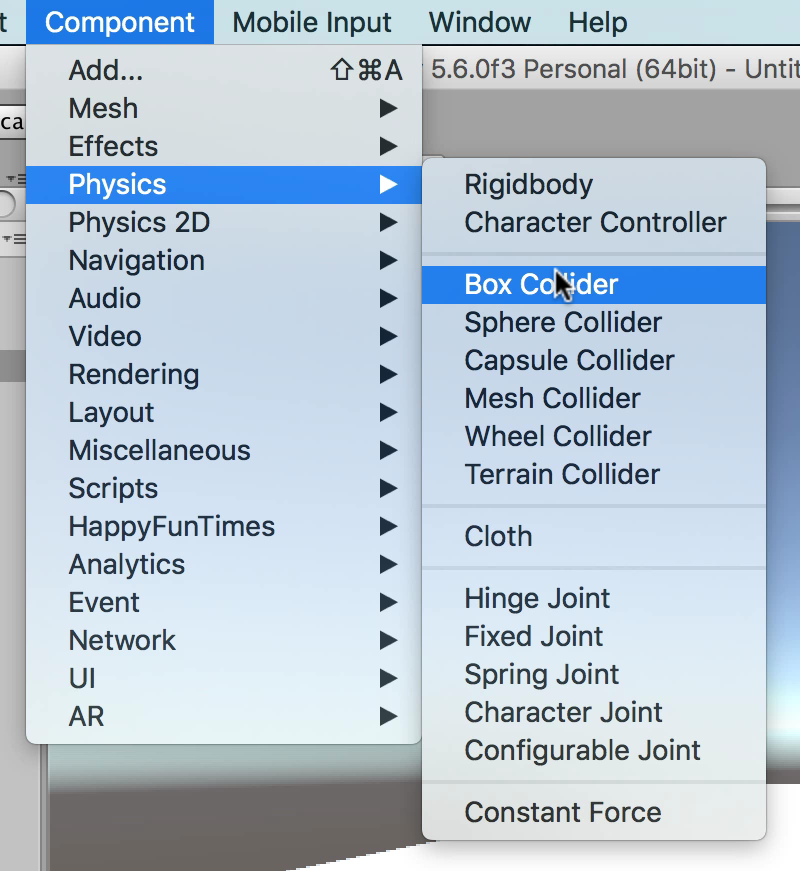 t Component Mobile Input Window Help
5.6.0f3 Personal (64bit) - Untit
Add... ⇧⌘A
ca
Mesh
Effects
Physics
Physics 2D
Navigation
Audio
Video
Rendering
Layout
Miscellaneous
Scripts
HappyFunTimes
Analytics
Event
Network
UI
AR
Rigidbody
Character Controller
Box Collider
Sphere Collider
Capsule Collider
Mesh Collider
Wheel Collider
Terrain Collider
Cloth
Hinge Joint
Fixed Joint
Spring Joint
Character Joint
Configurable Joint
Constant Force